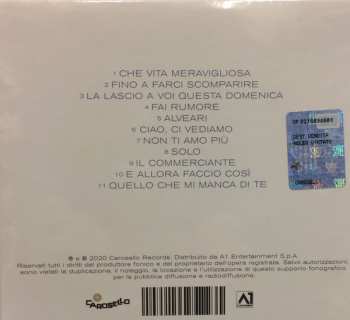 1 CHE VITA MERAVIGLIOSA
2 FINO A FARCI SCOMPARIRE
3 LA LASCIO A VOI QUESTA DOMENICA
4 FAI RUMORE
5 ALVEARI
6 CIAO, CI VEDIAMO
7 NON TI AMO PIÙ
8 SOLO
9 IL COMMERCIANTE
10 E ALLORA FACCIO COSÌ
11 QUELLO CHE MI MANCA DI TE
℗ e © 2020 Carosello Records. Distribuito da A1 Entertainment S.p.A.
Riservati tutti i diritti del produttore fonico e del proprietario dell'opera registrata. Salvo autorizzazioni,
sono vietati la duplicazione, il noleggio, la locazione e l'utilizzazione di questo supporto fonografico
per la pubblica diffusione e radiodiffusione.
CAROSELLO